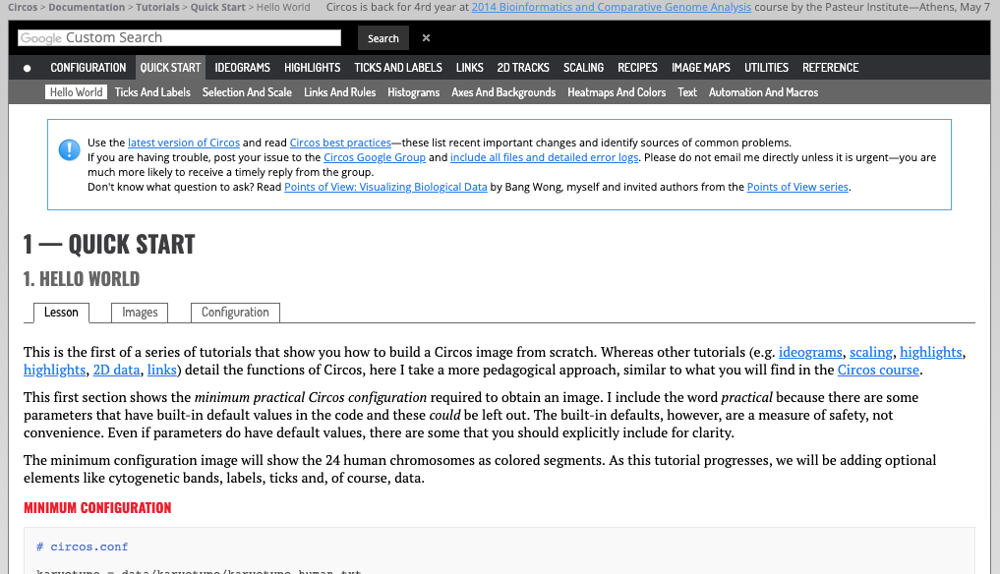 Circos > Documentation > Tutorials > Quick Start > Hello World Circos is back for 4rd year at 2014 Bioinformatics and Comparative Genome Analysis course by the Pasteur Institute—Athens, May 7
Google Custom Search Search ×
CONFIGURATION QUICK START IDEOGRAMS HIGHLIGHTS TICKS AND LABELS LINKS 2D TRACKS SCALING RECIPES IMAGE MAPS UTILITIES REFERENCE
Hello World Ticks And Labels Selection And Scale Links And Rules Histograms Axes And Backgrounds Heatmaps And Colors Text Automation And Macros
Use the latest version of Circos and read Circos best practices—these list recent important changes and identify sources of common problems.
If you are having trouble, post your issue to the Circos Google Group and include all files and detailed error logs. Please do not email me directly unless it is urgent—you are
much more likely to receive a timely reply from the group.
Don't know what question to ask? Read Points of View: Visualizing Biological Data by Bang Wong, myself and invited authors from the Points of View series.
1 — QUICK START
1. HELLO WORLD
Lesson Images Configuration
This is the first of a series of tutorials that show you how to build a Circos image from scratch. Whereas other tutorials (e.g. ideograms, scaling, highlights,
highlights, 2D data, links) detail the functions of Circos, here I take a more pedagogical approach, similar to what you will find in the Circos course.
This first section shows the minimum practical Circos configuration required to obtain an image. I include the word practical because there are some
parameters that have built-in default values in the code and these could be left out. The built-in defaults, however, are a measure of safety, not
convenience. Even if parameters do have default values, there are some that you should explicitly include for clarity.
The minimum configuration image will show the 24 human chromosomes as colored segments. As this tutorial progresses, we will be adding optional
elements like cytogenetic bands, labels, ticks and, of course, data.
MINIMUM CONFIGURATION
# circos.conf
karyotype = data/karyotype/karyotype.human.txt